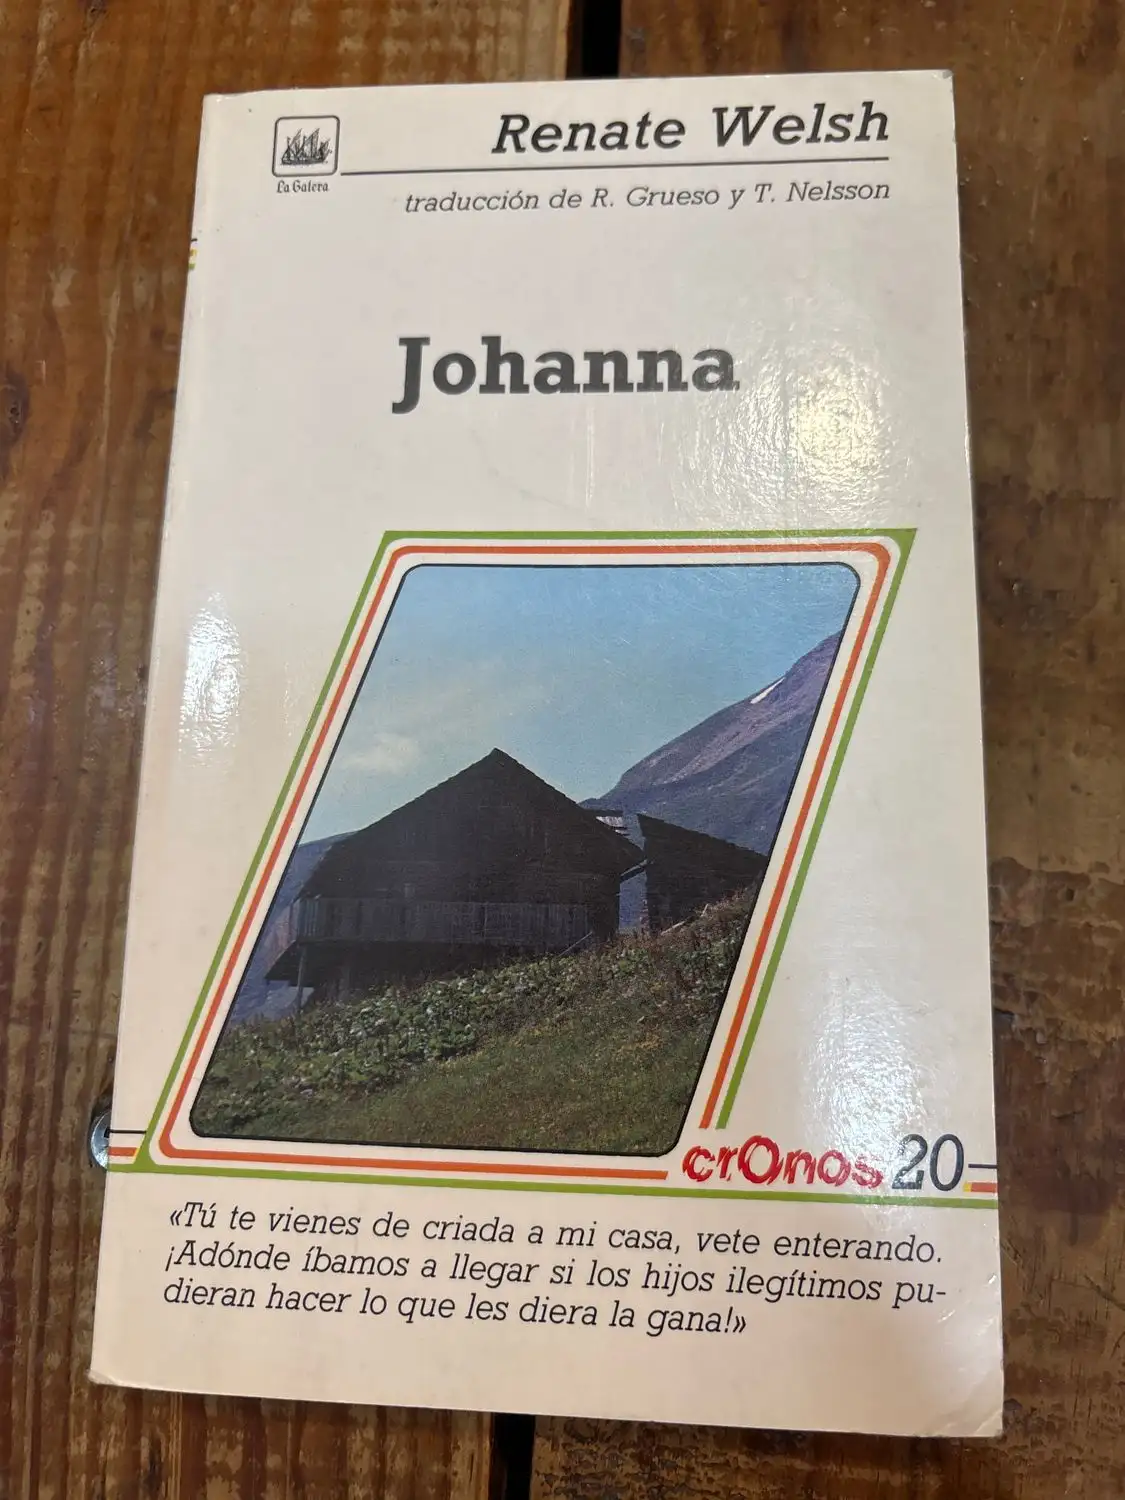 Renate Welsh
La Galera
traducción de R. Grueso y T. Nelsson
Johanna
crOnos 20
«Tú te vienes de criada a mi casa, vete enterando.
¡Adónde íbamos a llegar si los hijos ilegítimos pu-
dieran hacer lo que les diera la gana!»